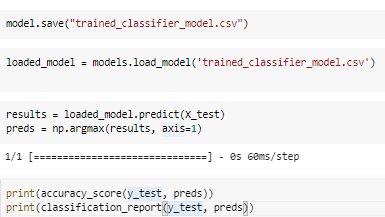 model.save("trained_classifier_model.csv")
loaded_model = models.load_model('trained_classifier_model.csv')
results = loaded_model.predict(X_test)
preds = np.argmax(results, axis=1)
1/1 [==============================] - 0s 60ms/step
print(accuracy_score(y_test, preds))
print(classification_report(y_test, preds))